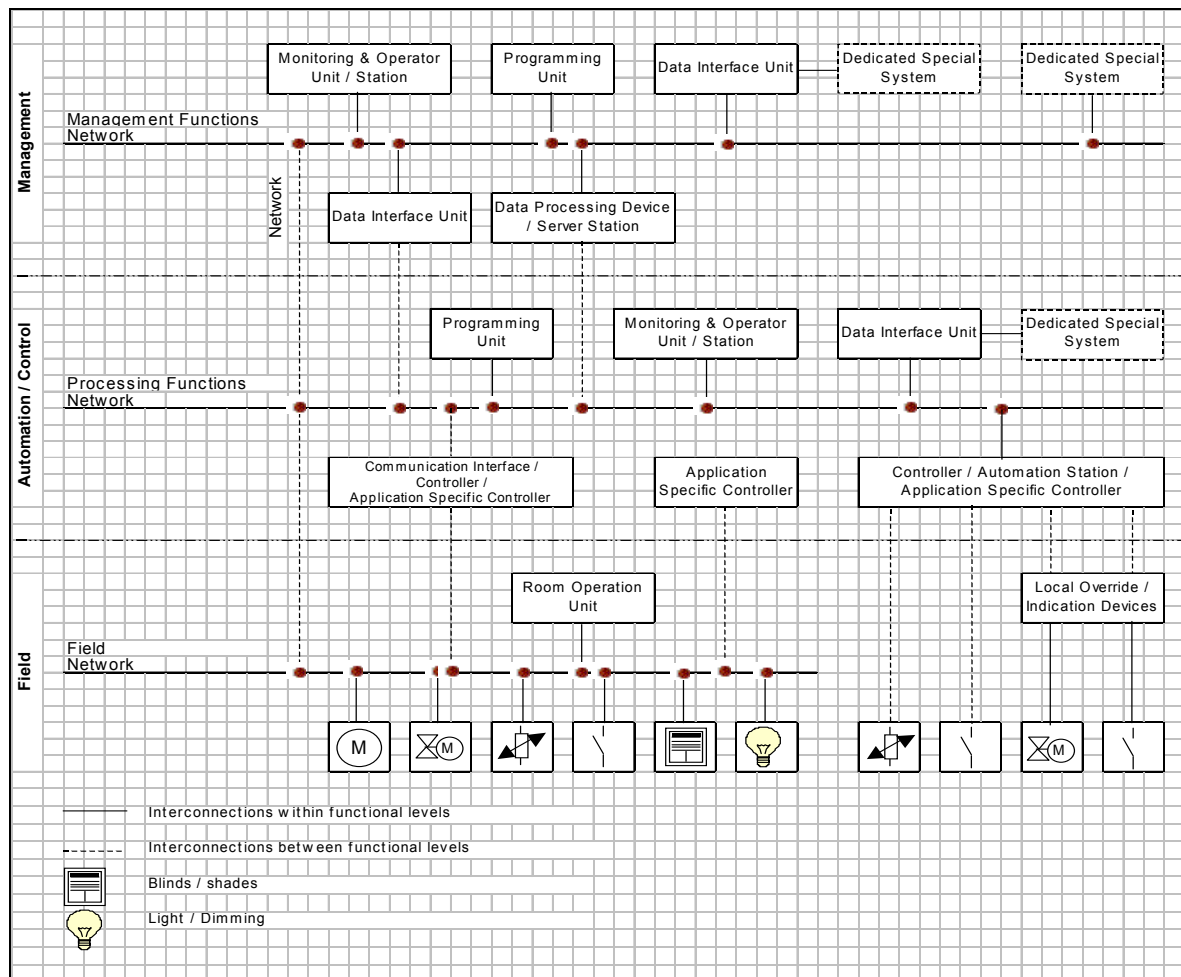 Management
Monitoring & Operator
Unit / Station
Programming
Unit
Data Interface Unit
Dedicated Special
System
Dedicated Special
System
Management Functions
Network
Network
Data Interface Unit
Data Processing Device
/ Server Station
Automation / Control
Programming
Unit
Monitoring & Operator
Unit / Station
Data Interface Unit
Dedicated Special
System
Processing Functions
Network
Communication Interface /
Controller /
Application Specific Controller
Application
Specific Controller
Controller / Automation Station /
Application Specific Controller
Field
Room Operation
Unit
Local Override /
Indication Devices
Field
Network
M
M
M
Interconnections within functional levels
Interconnections between functional levels
Blinds / shades
Light / Dimming